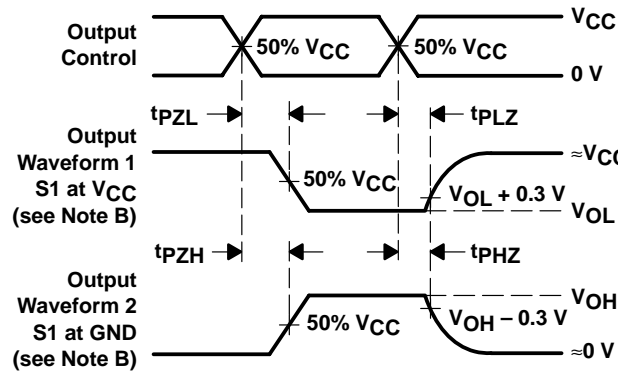 Output
Control
50% VCC
50% VCC
VCC
0 V
tPZL
tPLZ
Output
Waveform 1
S1 at VCC
(see Note B)
50% VCC
≈VCC
VOL + 0.3 V
VOL
tPZH
tPHZ
Output
Waveform 2
S1 at GND
(see Note B)
50% VCC
VOH
VOH – 0.3 V
≈0 V